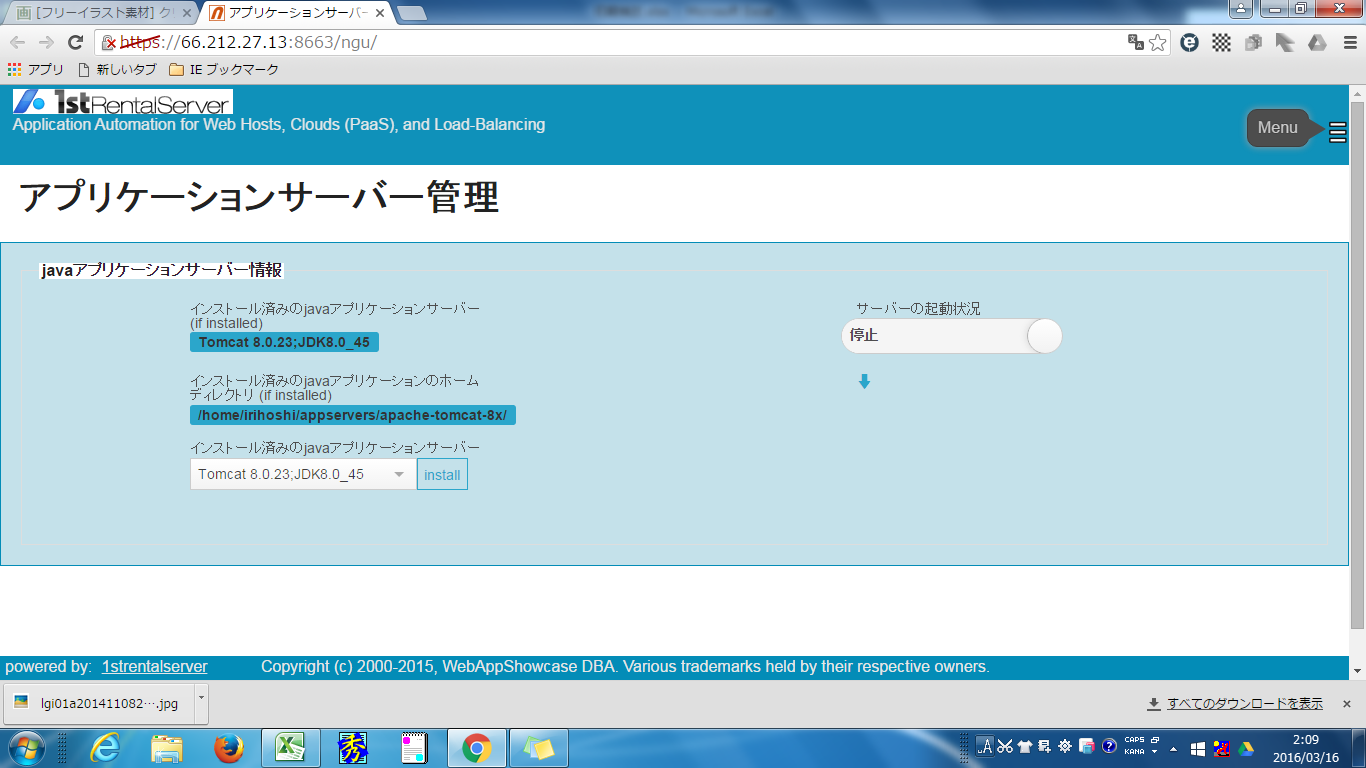 [フリーイラスト素材] クリ
アプリケーションサーバー
https://66.212.27.13:8663/ngu/
アプリ 新しいタブ IE ブックマーク
1stRentalServer
Application Automation for Web Hosts, Clouds (PaaS), and Load-Balancing
Menu
アプリケーションサーバー管理
javaアプリケーションサーバー情報
インストール済みのjavaアプリケーションサーバー
(if installed)
Tomcat 8.0.23;JDK8.0_45
サーバーの起動状況
停止
インストール済みのjavaアプリケーションのホーム
ディレクトリ (if installed)
/home/irihoshi/appservers/apache-tomcat-8x/
インストール済みのjavaアプリケーションサーバー
Tomcat 8.0.23;JDK8.0_45 install
powered by: 1strentalserver Copyright (c) 2000-2015, WebAppShowcase DBA. Various trademarks held by their respective owners.
lgi01a201411082….jpg すべてのダウンロードを表示
秀
A
CAPS
KANA
2:09
2016/03/16